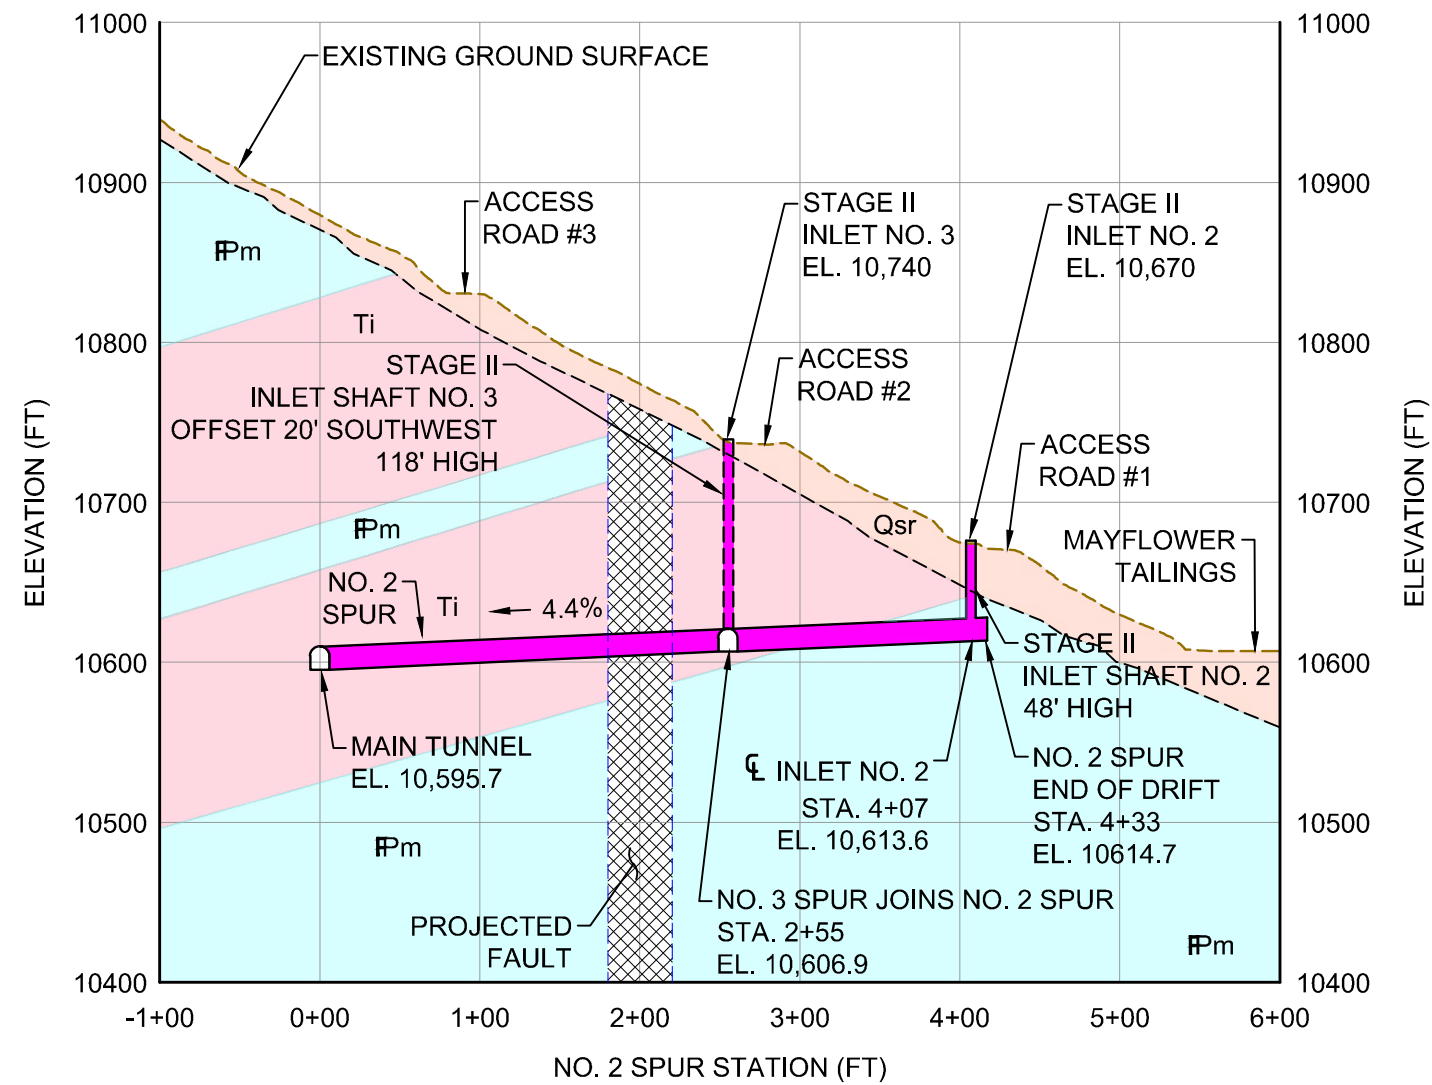 11000
11000
EXISTING GROUND SURFACE
10900
10900
ACCESS
ROAD #3
STAGE II
INLET NO. 3
EL. 10,740
STAGE II
INLET NO. 2
EL. 10,670
Pm
Ti
10800
10800
STAGE II
INLET SHAFT NO. 3
OFFSET 20' SOUTHWEST
118' HIGH
ACCESS
ROAD #2
ACCESS
ROAD #1
ELEVATION (FT)
ELEVATION (FT)
10700
10700
Pm
Qsr
MAYFLOWER
TAILINGS
NO. 2
SPUR
Ti
4.4%
10600
10600
STAGE II
INLET SHAFT NO. 2
48' HIGH
MAIN TUNNEL
EL. 10,595.7
℄ INLET NO. 2
STA. 4+07
EL. 10,613.6
NO. 2 SPUR
END OF DRIFT
STA. 4+33
EL. 10614.7
10500
10500
Pm
NO. 3 SPUR JOINS NO. 2 SPUR
STA. 2+55
EL. 10,606.9
PROJECTED
FAULT
Pm
10400
10400
-1+00
0+00
1+00
2+00
3+00
4+00
5+00
6+00
NO. 2 SPUR STATION (FT)